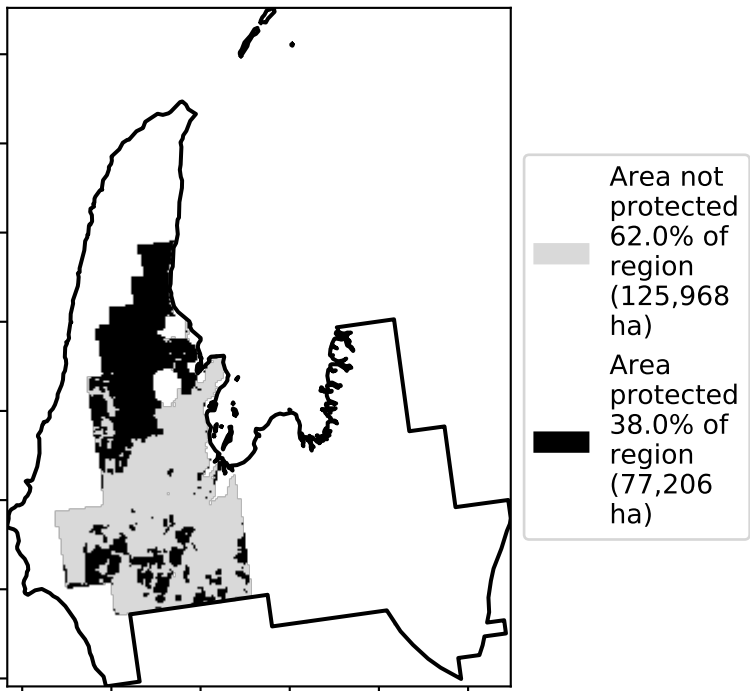 Area not
protected
62.0% of
region
(125,968
ha)
Area
protected
38.0% of
region
(77,206
ha)